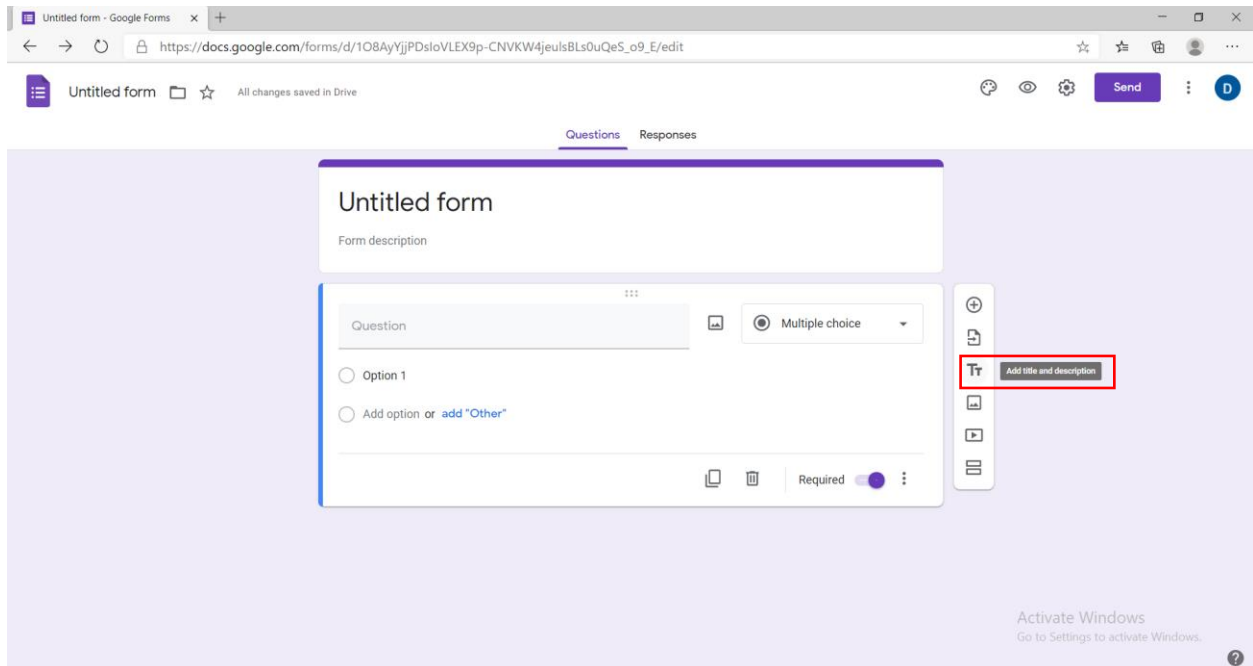 Untitled form - Google Forms
https://docs.google.com/forms/d/1O8AyYjjPDsIoVLEX9p-CNVKW4jeulsBLs0uQeS_o9_E/edit
Untitled form All changes saved in Drive Send D
Questions Responses
Untitled form
Form description
Question Multiple choice
Option 1
Tт Add title and description
Add option or add "Other"
Required
Activate Windows
Go to Settings to activate Windows.